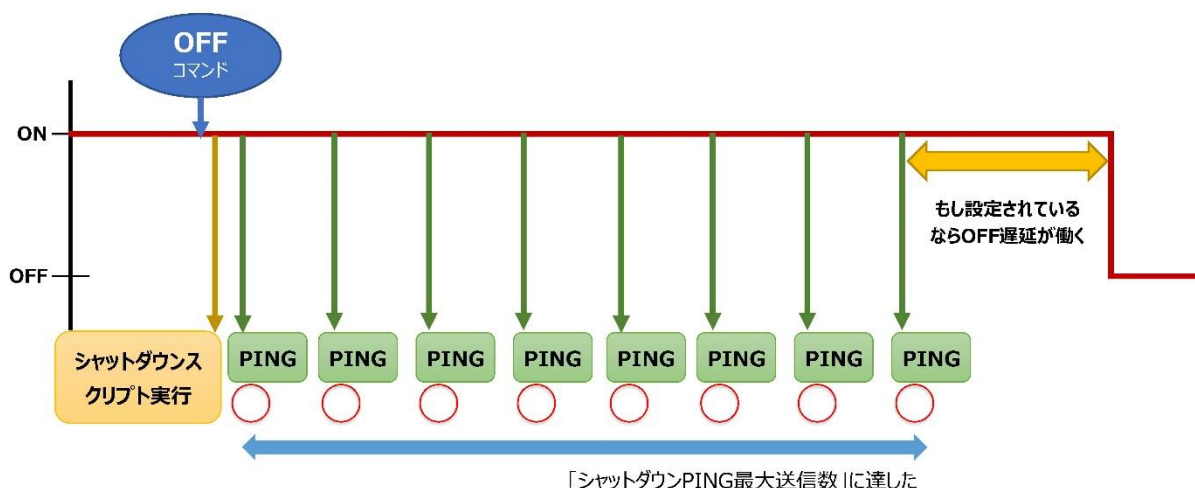 OFF
コマンド
ON
もし設定されている
ならOFF遅延が働く
OFF
シャットダウンス
クリプト実行
PING
PING
PING
PING
PING
PING
PING
PING
「シャットダウンPING最大送信数」に達した